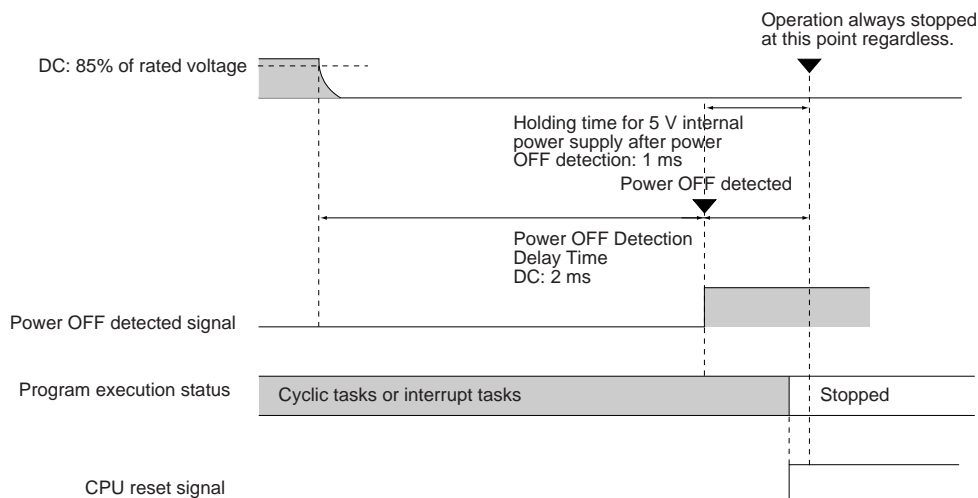 Operation always stopped
at this point regardless.
DC: 85% of rated voltage
Holding time for 5 V internal
power supply after power
OFF detection: 1 ms
Power OFF detected
Power OFF Detection
Delay Time
DC: 2 ms
Power OFF detected signal
Program execution status
Cyclic tasks or interrupt tasks
Stopped
CPU reset signal